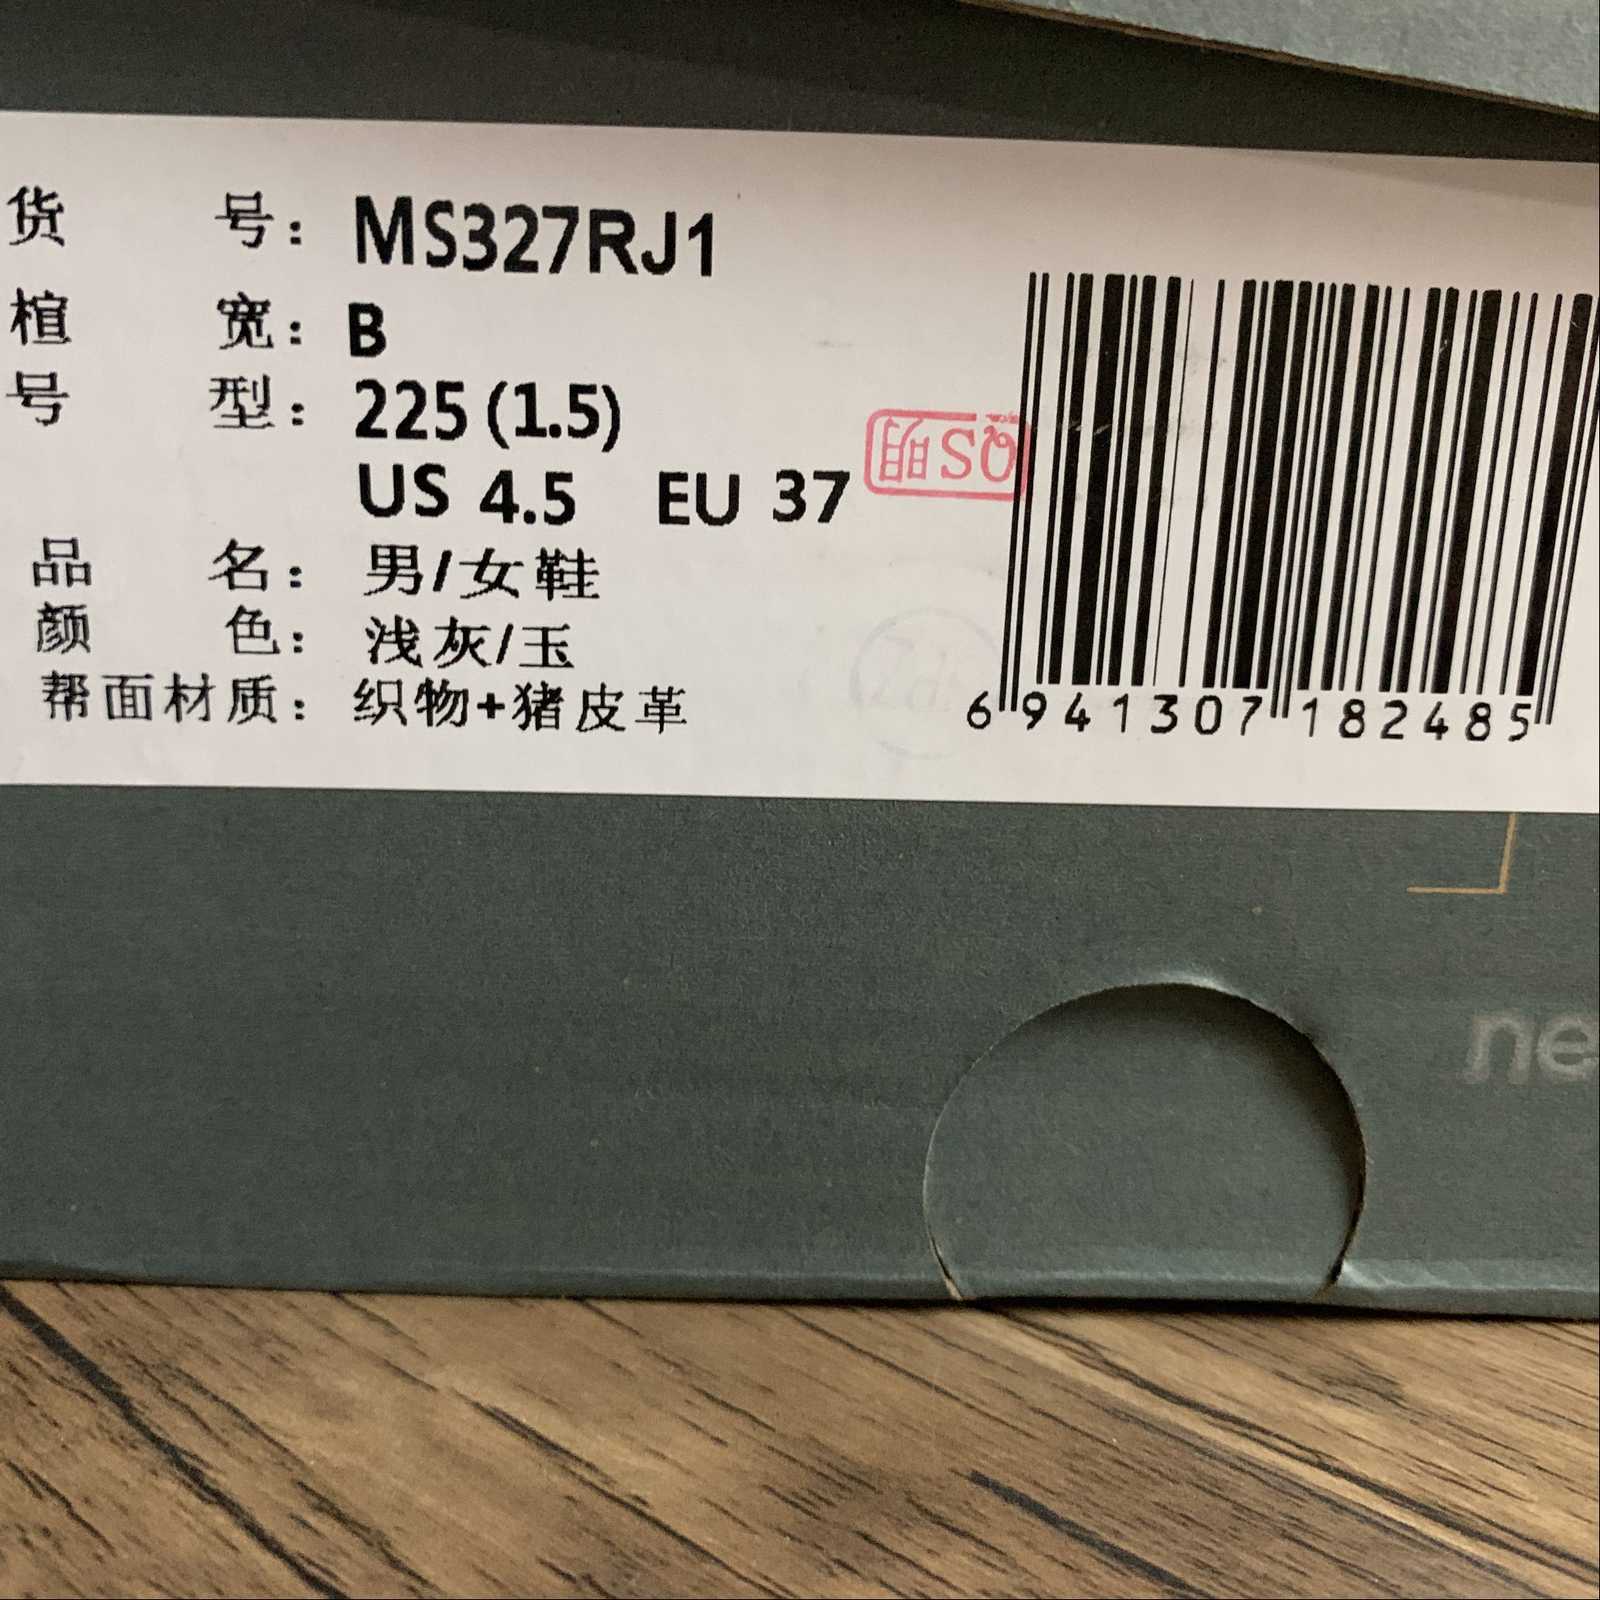 货 号: MS327RJ1
楦 宽: B
号 型: 225 (1.5)
US 4.5 EU 37
品 名: 男/女鞋
颜 色: 浅灰/玉
帮面材质: 织物+猪皮革
6 941307 182485
ne